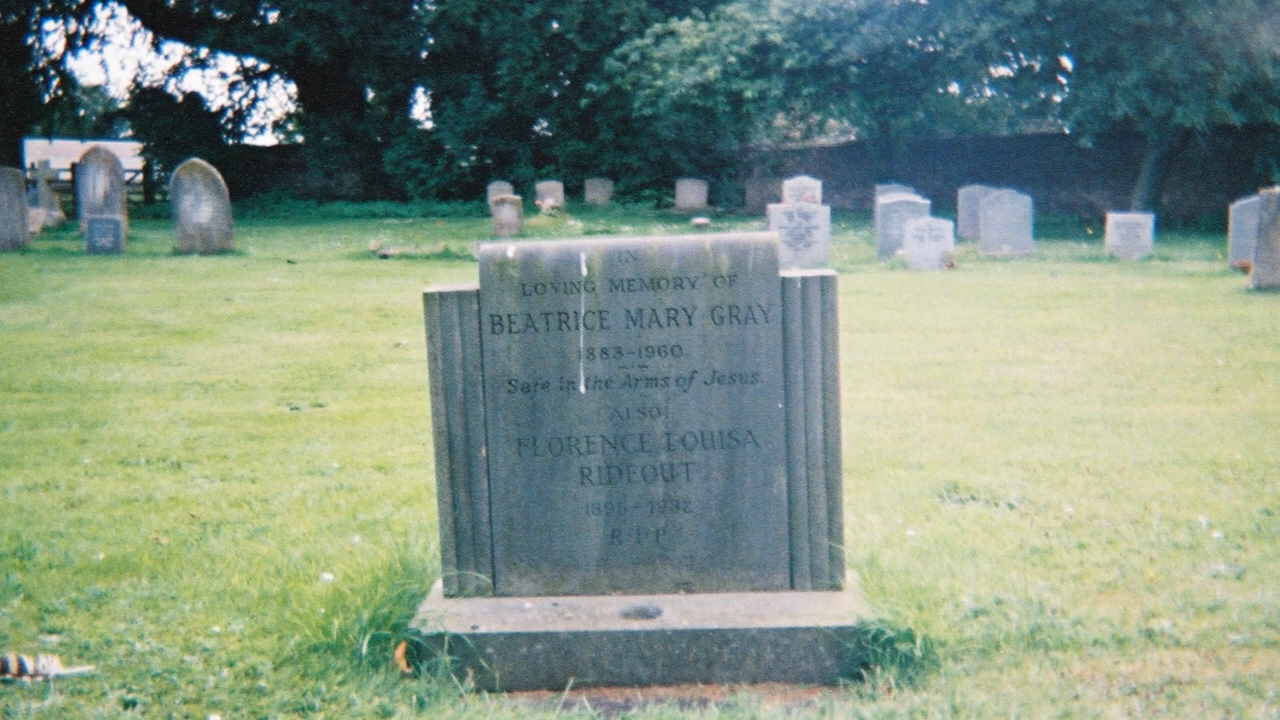 IN
LOVING MEMORY OF
BEATRICE MARY GRAY
1883-1960.
Safe in the Arms of Jesus.
ALSO
FLORENCE LOUISA
RIDEOUT
R.I.P.